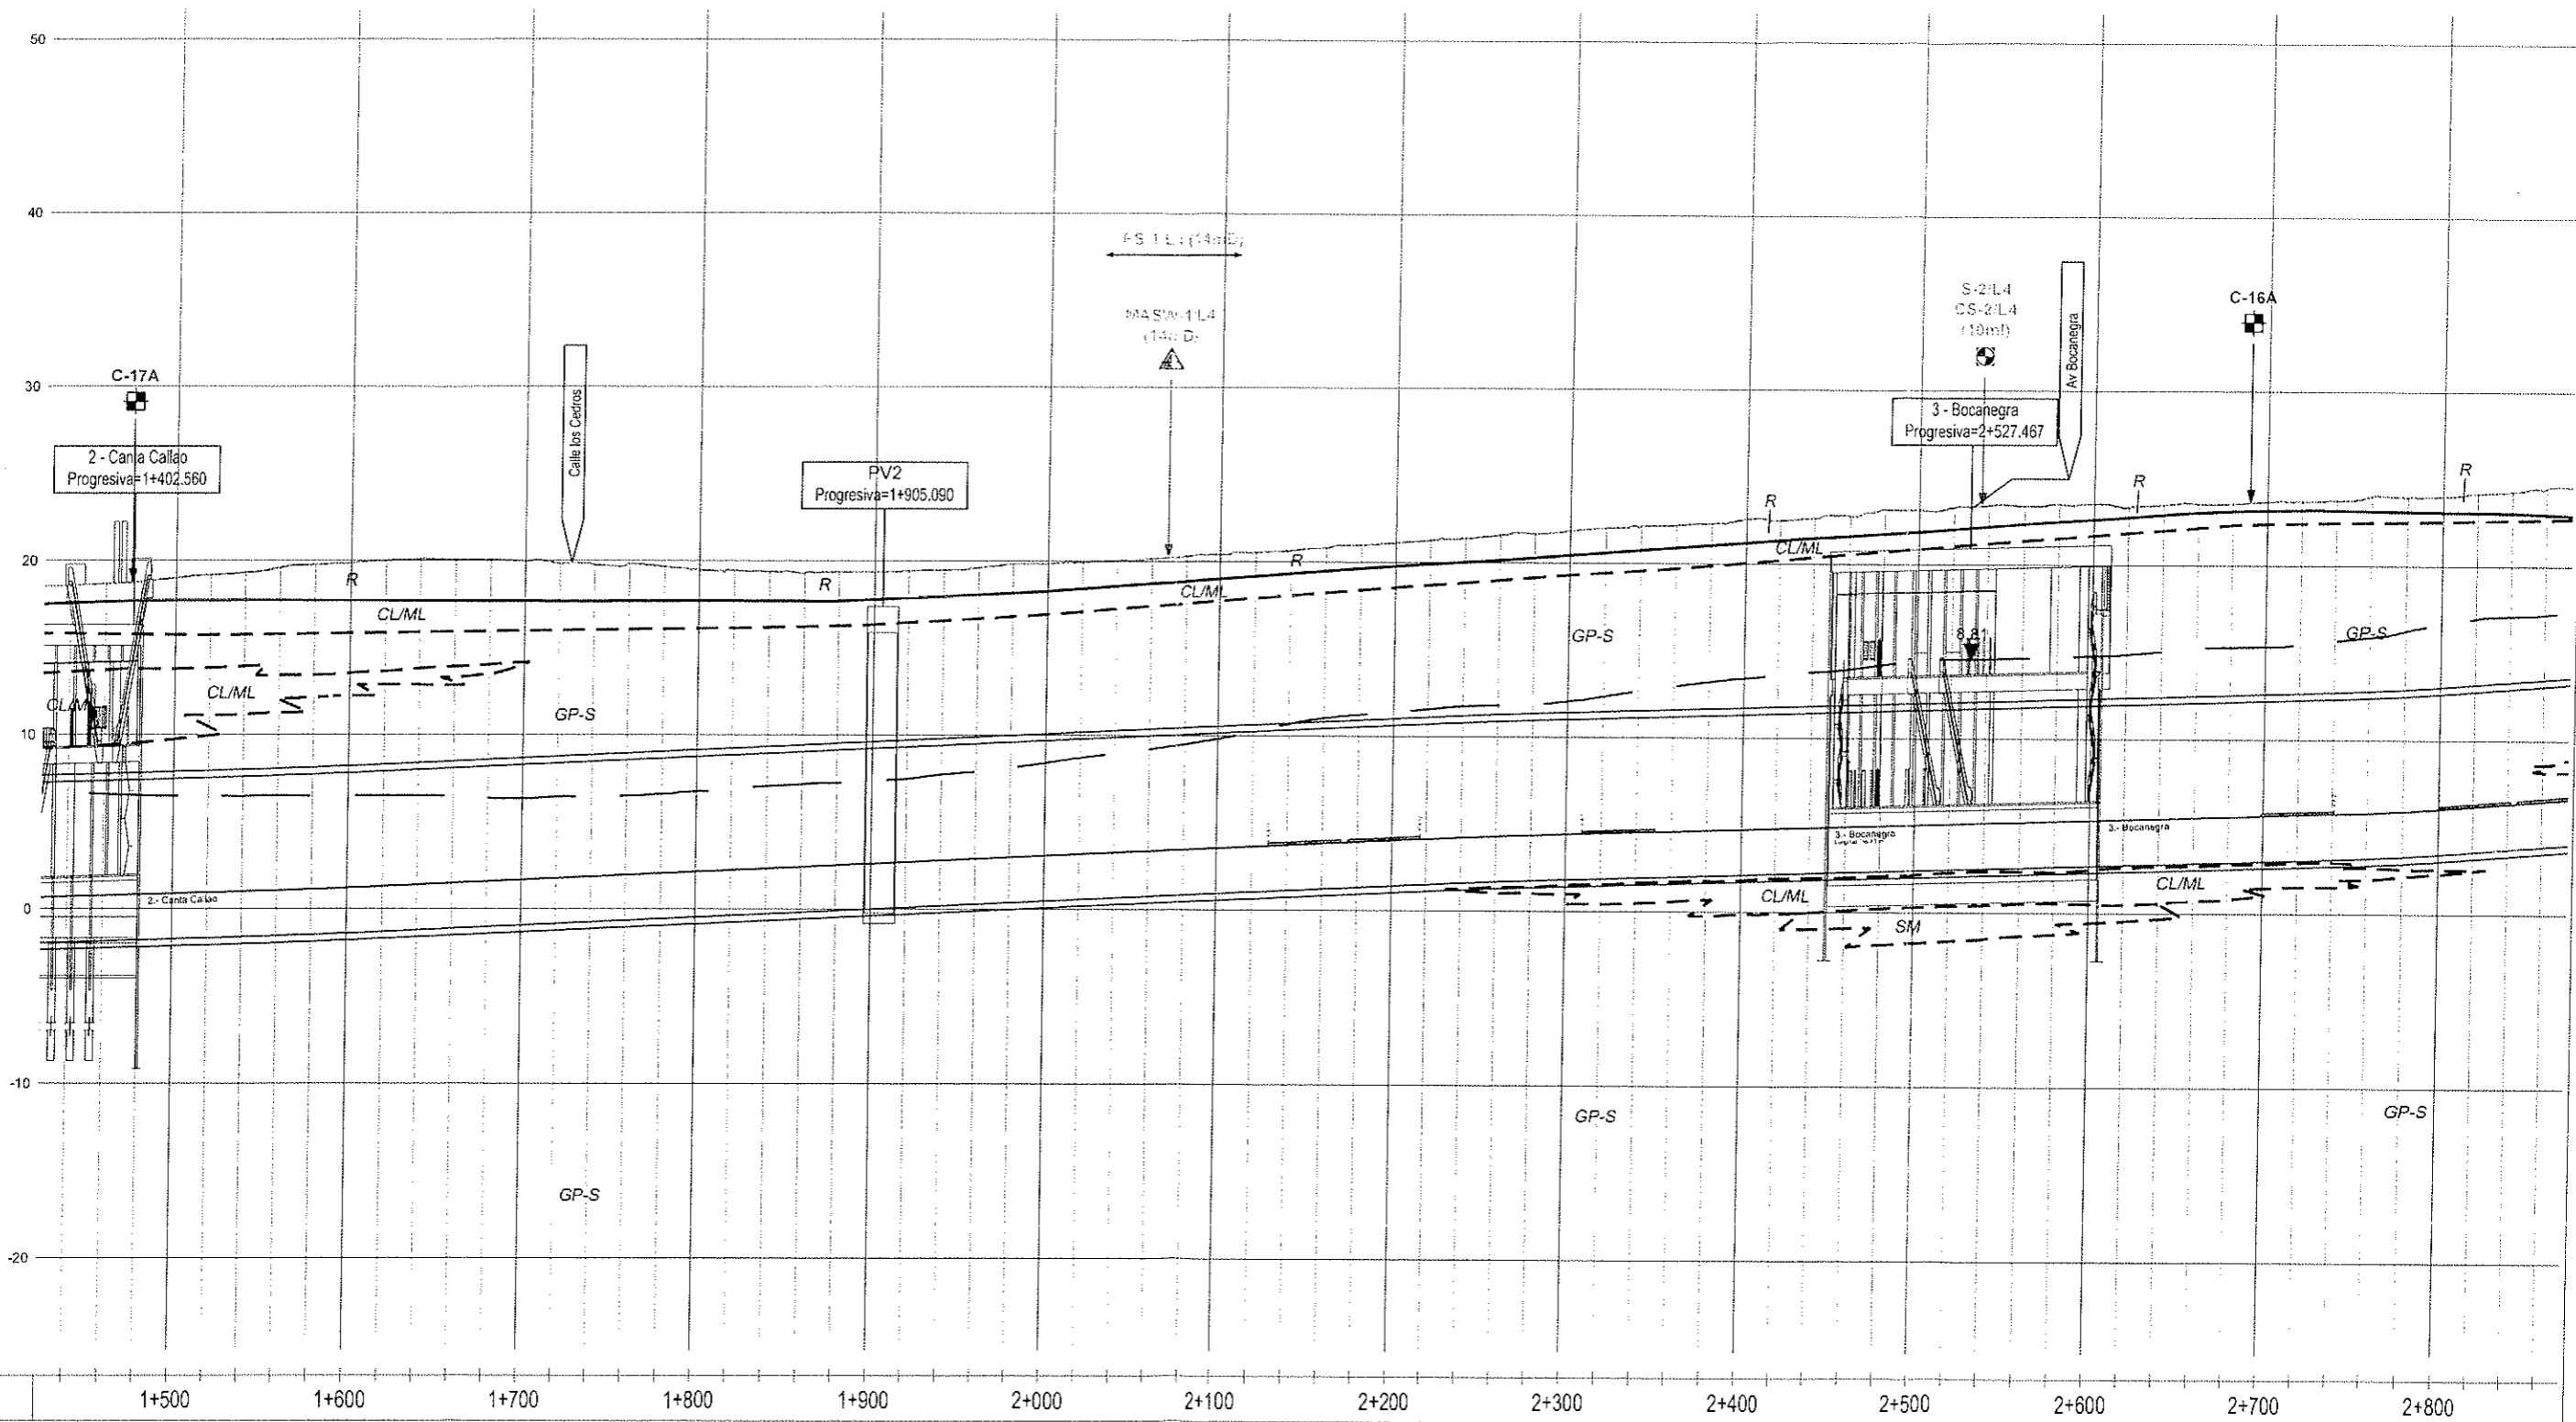 50
40
30
20
10
0
-10
-20
C-17A
2 - Canta Callao
Progresiva=1+402.560
Calle los Cedros
PV2
Progresiva=1+905.090
MASW-1/L4
S-2/L4
CS-2/L4
3 - Bocanegra
Progresiva=2+527.467
Av Bocanegra
C-16A
R
R
R
R
R
R
CL/ML
CL/ML
CL/ML
CL/ML
GP-S
GP-S
GP-S
8,81
2.- Canta Callao
3.- Bocanegra
3.- Bocanegra
CL/ML
CL/ML
SM
GP-S
GP-S
GP-S
1+500
1+600
1+700
1+800
1+900
2+000
2+100
2+200
2+300
2+400
2+500
2+600
2+700
2+800